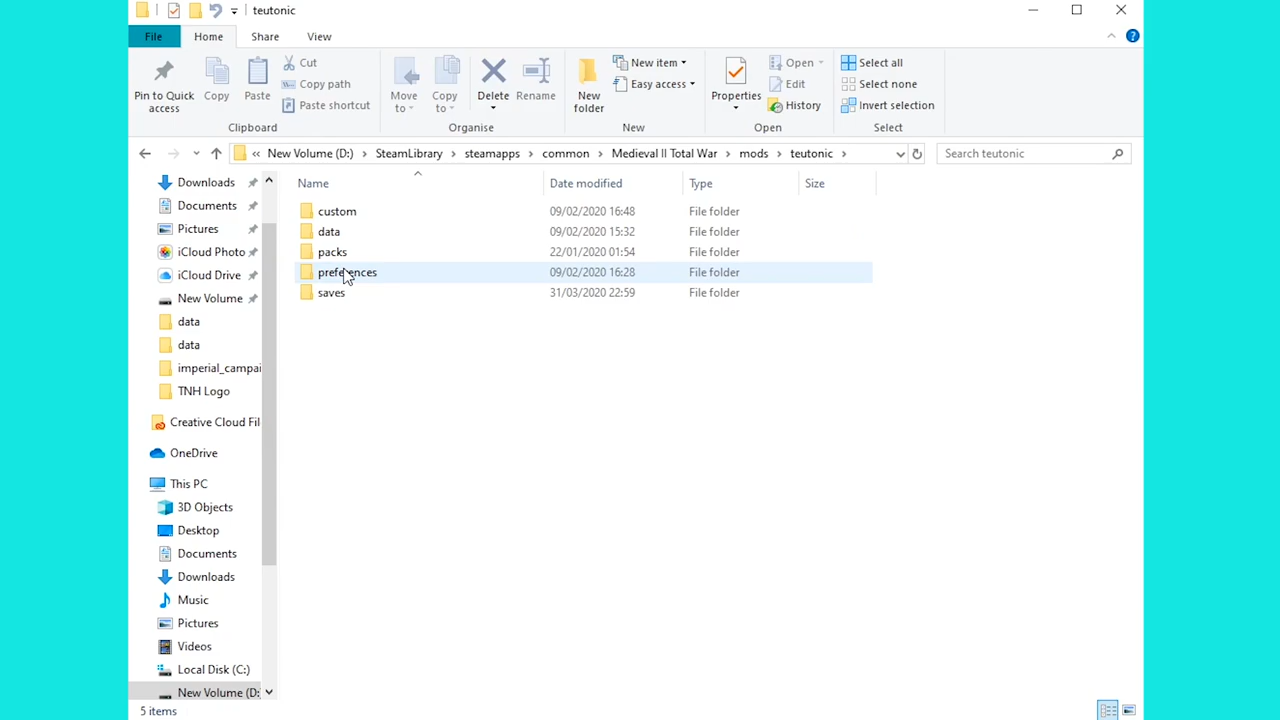 teutonic
File Home Share View
Pin to Quick access
Copy
Paste
Cut
Copy path
Paste shortcut
Clipboard
Move to
Copy to
Delete
Rename
Organise
New folder
New item
Easy access
New
Properties
Open
Edit
History
Open
Select all
Select none
Invert selection
Select
« New Volume (D:) > SteamLibrary > steamapps > common > Medieval II Total War > mods > teutonic >
Search teutonic
Name Date modified Type Size
custom 09/02/2020 16:48 File folder
data 09/02/2020 15:32 File folder
packs 22/01/2020 01:54 File folder
preferences 09/02/2020 16:28 File folder
saves 31/03/2020 22:59 File folder
Downloads
Documents
Pictures
iCloud Photo
iCloud Drive
New Volume
data
data
imperial_campai
TNH Logo
Creative Cloud Fil
OneDrive
This PC
3D Objects
Desktop
Documents
Downloads
Music
Pictures
Videos
Local Disk (C:)
New Volume (D:
5 items